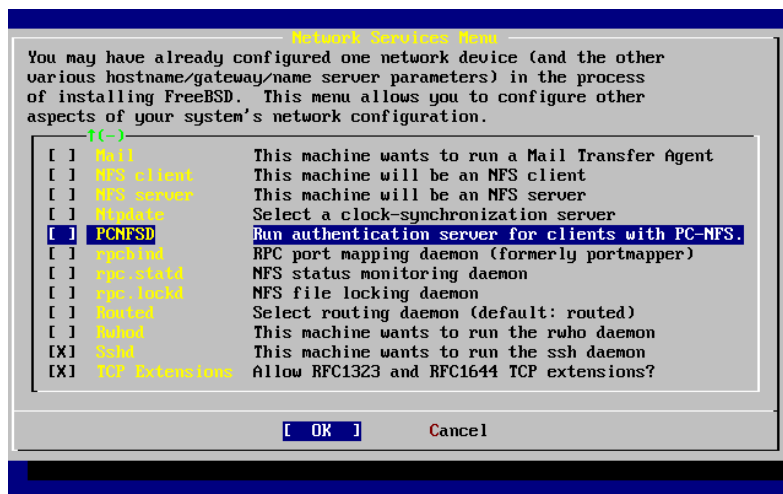 Network Services Menu
You may have already configured one network device (and the other
various hostname/gateway/name server parameters) in the process
of installing FreeBSD.  This menu allows you to configure other
aspects of your system's network configuration.
↑(-)
[ ] Mail This machine wants to run a Mail Transfer Agent
[ ] NFS client This machine will be an NFS client
[ ] NFS server This machine will be an NFS server
[ ] Ntpdate Select a clock-synchronization server
[ ] PCNFSD Run authentication server for clients with PC-NFS.
[ ] rpcbind RPC port mapping daemon (formerly portmapper)
[ ] rpc.statd NFS status monitoring daemon
[ ] rpc.lockd NFS file locking daemon
[ ] Routed Select routing daemon (default: routed)
[ ] Rwhod This machine wants to run the rwho daemon
[X] Sshd This machine wants to run the ssh daemon
[X] TCP Extensions Allow RFC1323 and RFC1644 TCP extensions?
[ OK ] Cancel